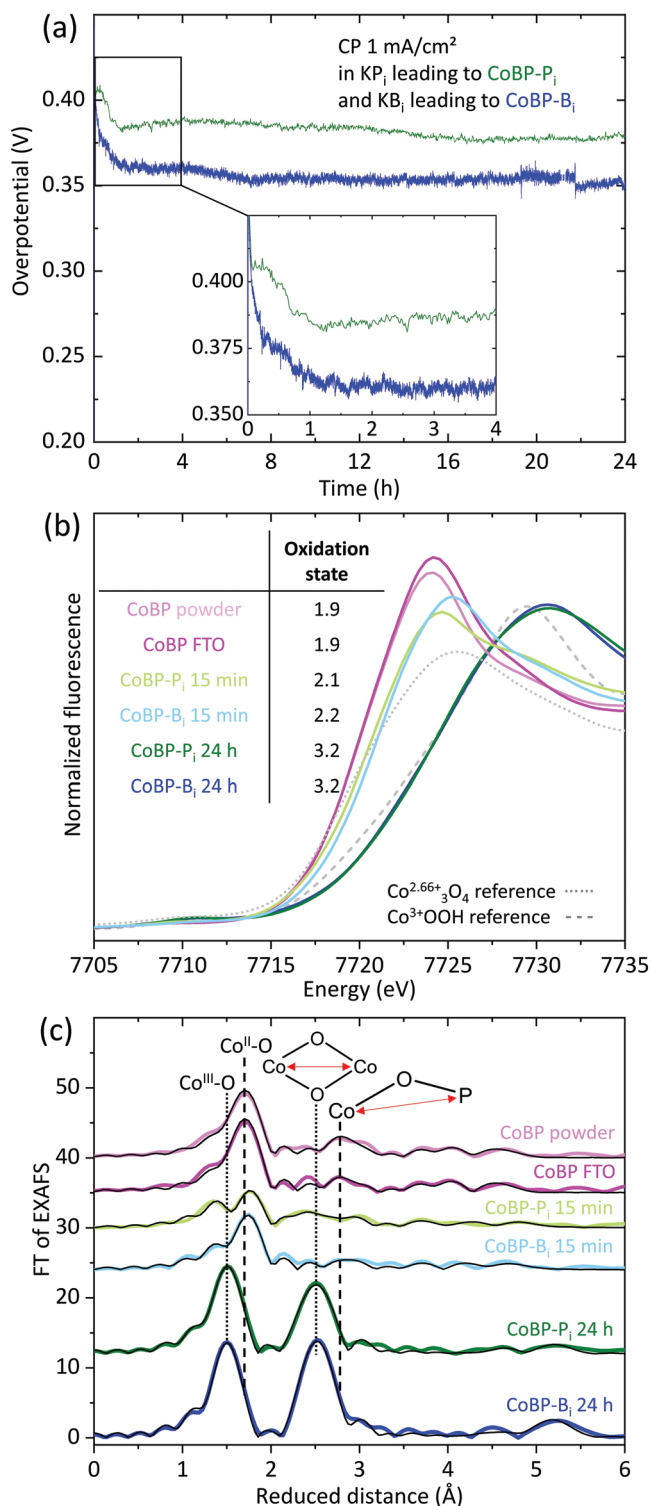 (a)
CP 1 mA/cm²
in KPi leading to CoBP-Pi
and KBi leading to CoBP-Bi
Overpotential (V)
0.40
0.35
0.30
0.25
0.20
0.400
0.375
0.350
0 1 2 3 4
0 4 8 12 16 20 24
Time (h)
(b)
Oxidation
state
CoBP powder 1.9
CoBP FTO 1.9
CoBP-Pi 15 min 2.1
CoBP-Bi 15 min 2.2
CoBP-Pi 24 h 3.2
CoBP-Bi 24 h 3.2
Normalized fluorescence
Co2.66+3O4 reference
Co3+OOH reference
7705 7710 7715 7720 7725 7730 7735
Energy (eV)
(c)
CoIII-O
CoII-O
O
Co Co
O
O
Co P
FT of EXAFS
50
40
30
20
10
0
CoBP powder
CoBP FTO
CoBP-Pi 15 min
CoBP-Bi 15 min
CoBP-Pi 24 h
CoBP-Bi 24 h
0 1 2 3 4 5 6
Reduced distance (Å)